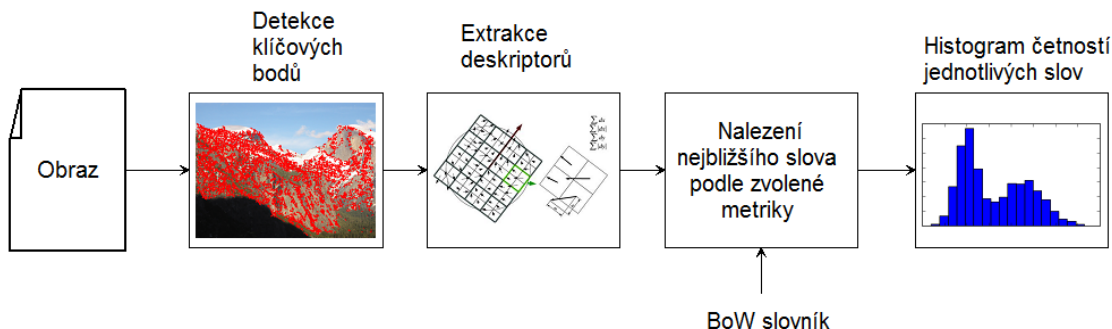 Obraz
Detekce
klíčových
bodů
Extrakce
deskriptorů
Nalezení
nejbližšího slova
podle zvolené
metriky
BoW slovník
Histogram četností
jednotlivých slov